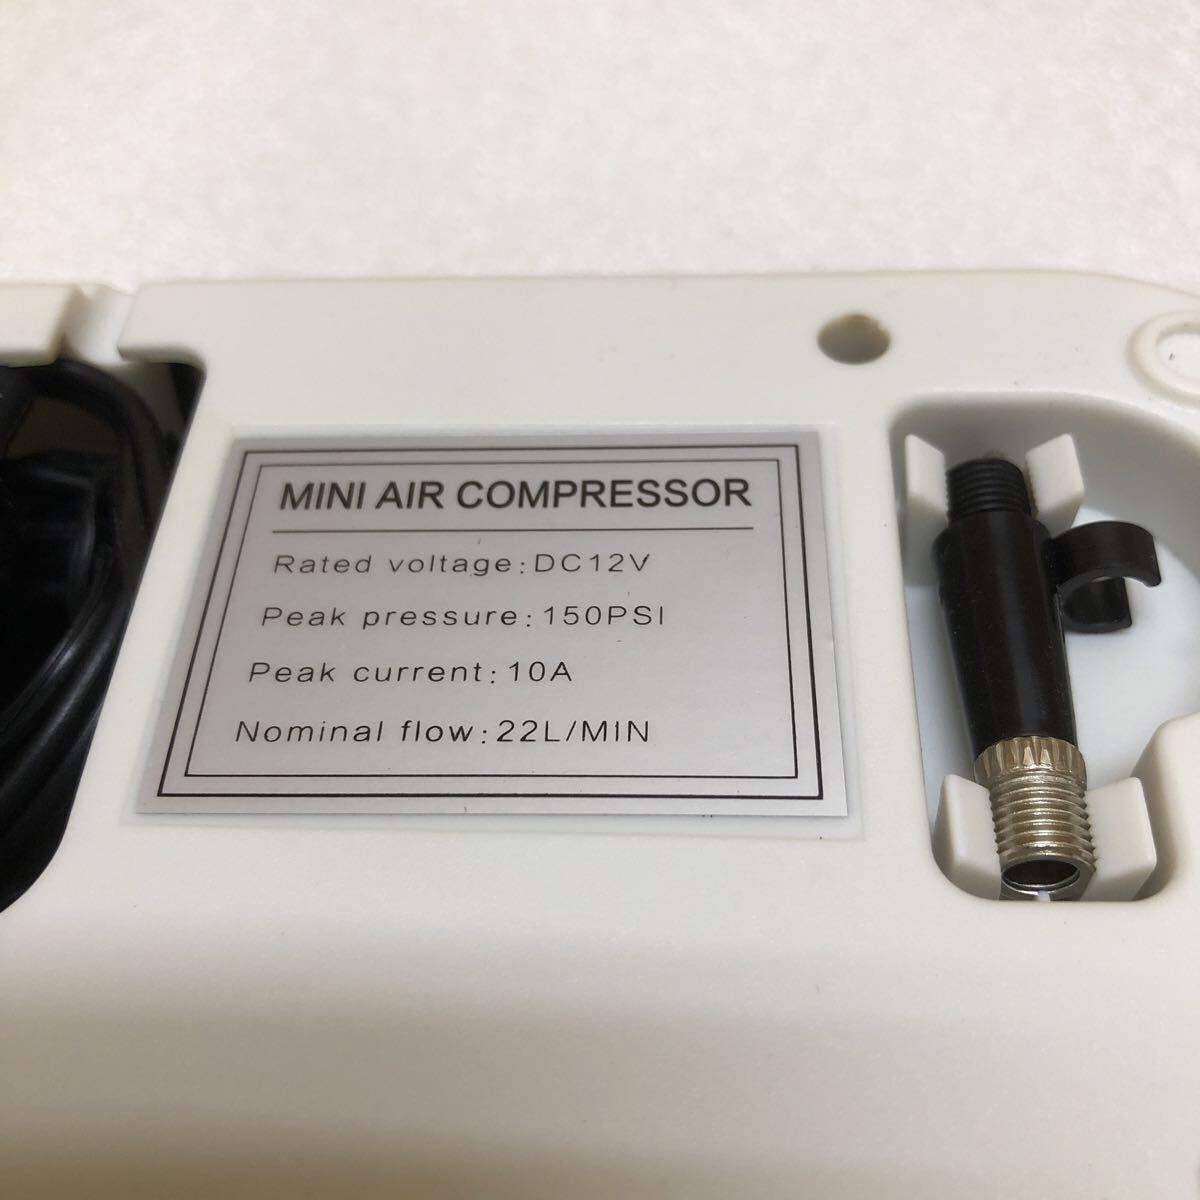 MINI AIR COMPRESSOR
Rated voltage:DC12V
Peak pressure:150PSI
Peak current:10A
Nominal flow:22L/MIN